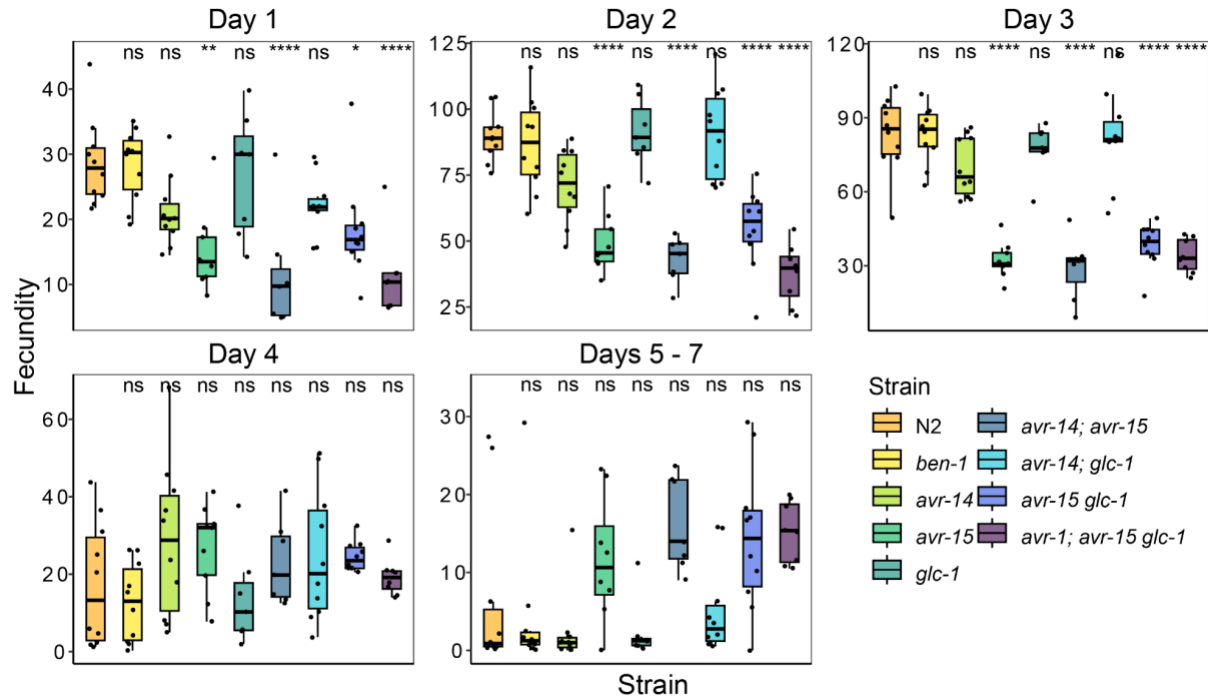 Day 1
Day 2
Day 3
ns ns ** ns **** ns * ****
ns ns **** ns **** ns **** ****
ns ns **** ns **** ns **** ****
40
30
20
10
125
100
75
50
25
120
90
60
30
Fecundity
Day 4
Days 5 - 7
ns ns ns ns ns ns ns ns
ns ns ns ns ns ns ns ns
60
40
20
0
30
20
10
0
Strain
Strain
N2
ben-1
avr-14
avr-15
glc-1
avr-14; avr-15
avr-14; glc-1
avr-15 glc-1
avr-1; avr-15 glc-1